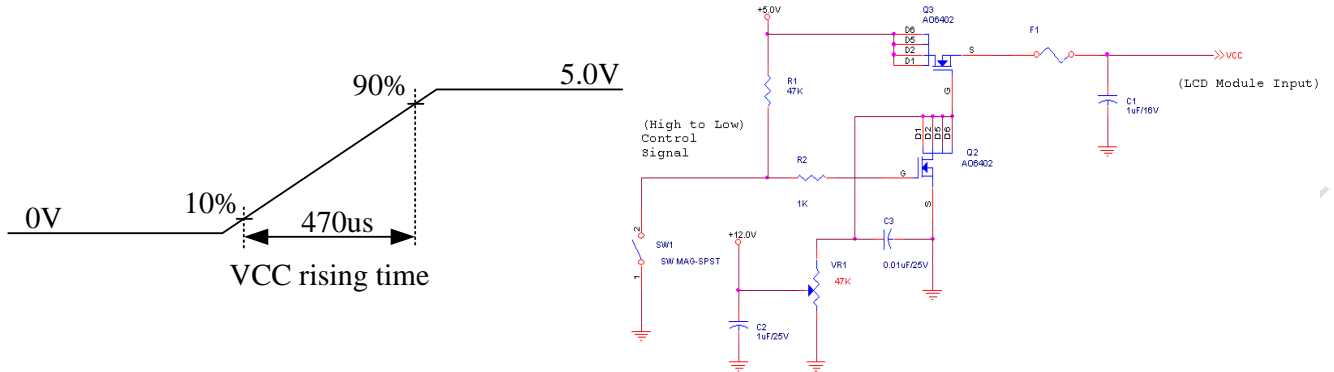 90%
5.0V
10%
0V
470us
VCC rising time
+5.0V
Q3
AO6402
D6
D5
D2
D1
S
G
F1
VCC
(LCD Module Input)
C1
1uF/16V
R1
47K
(High to Low)
Control
Signal
D1
D2
D5
D6
Q2
AO6402
R2
1K
G
S
2
SW1
SW MAG-SPST
1
+12.0V
C3
0.01uF/25V
VR1
47K
C2
1uF/25V